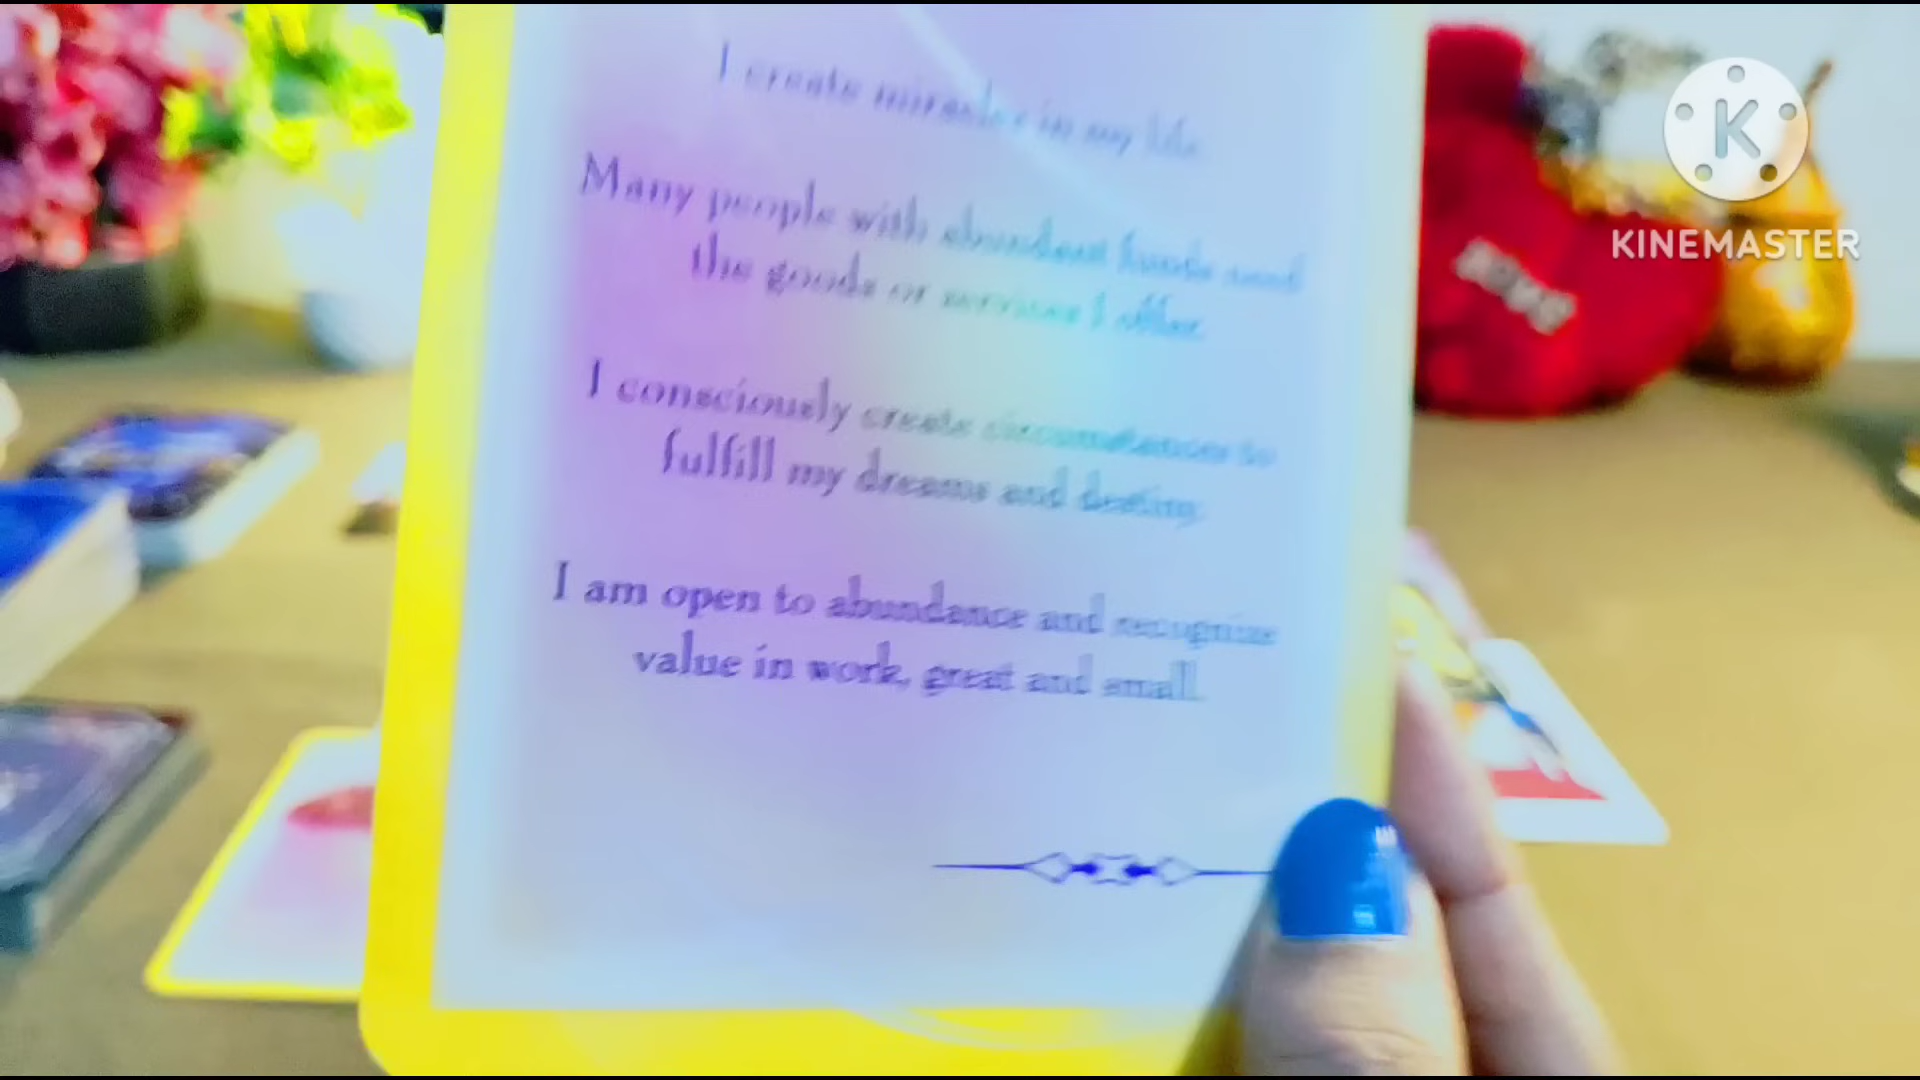 I create miracles in my life
Many people with abundant funds need
the goods or services I offer.
I consciously create circumstances to
fulfill my dreams and destiny.
I am open to abundance and recognize
value in work, great and small.
K
KINEMASTER